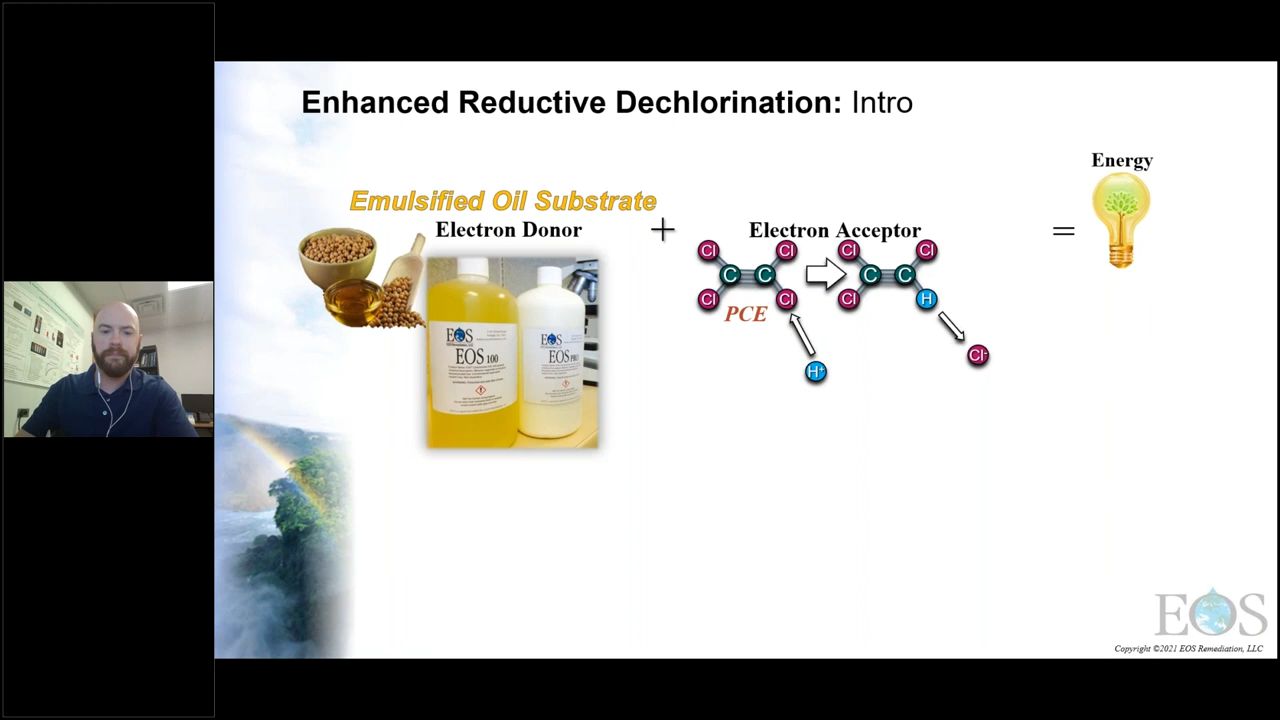 Enhanced Reductive Dechlorination: Intro
Energy
Emulsified Oil Substrate
Electron Donor
+
Electron Acceptor
=
Cl
Cl
Cl
Cl
C
C
C
C
Cl
Cl
Cl
H
PCE
Cl-
H+
EOS
EOS 100
EOS
EOS PRO
EOS
Copyright ©2021 EOS Remediation, LLC